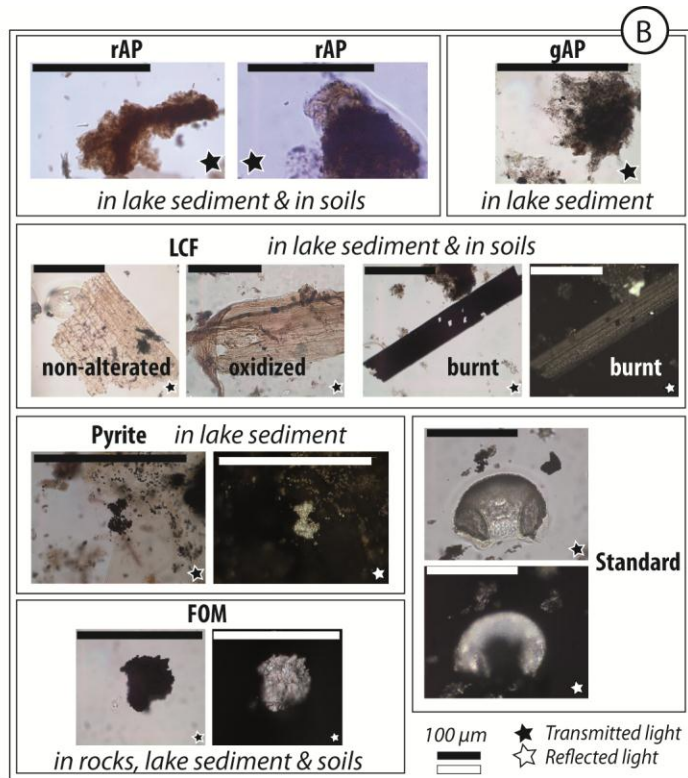 B
rAP
rAP
in lake sediment & in soils
gAP
in lake sediment
LCF in lake sediment & in soils
non-alterated
oxidized
burnt
burnt
Pyrite in lake sediment
Standard
FOM
in rocks, lake sediment & soils
100 µm
Transmitted light
Reflected light